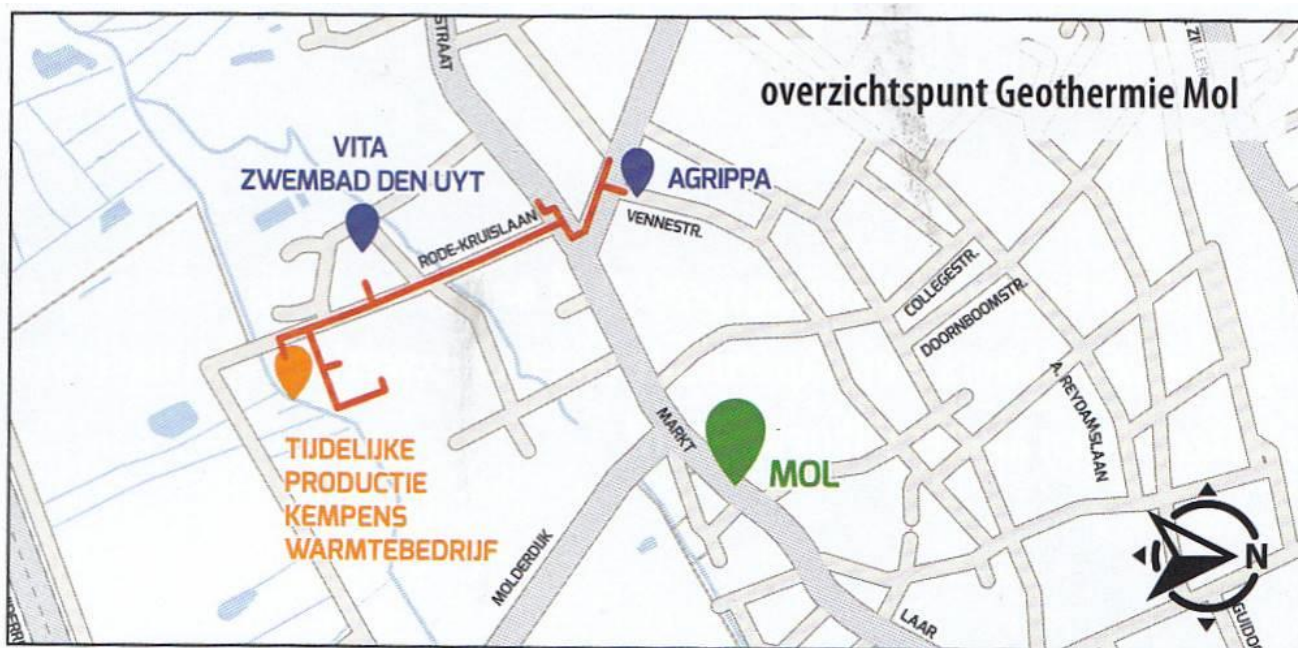 overzichtspunt Geothermie Mol
STRAAT
VITA
ZWEMBAD DEN UYT
AGRIPPA
RODE-KRUISLAAN
VENNESTR.
COLLEGESTR.
DOORNBOOMSTR.
A. REYDAMSLAAN
MARKT
MOL
TIJDELIJKE
PRODUCTIE
KEMPENS
WARMTEBEDRIJF
MOLDERDIJK
LAAR
N